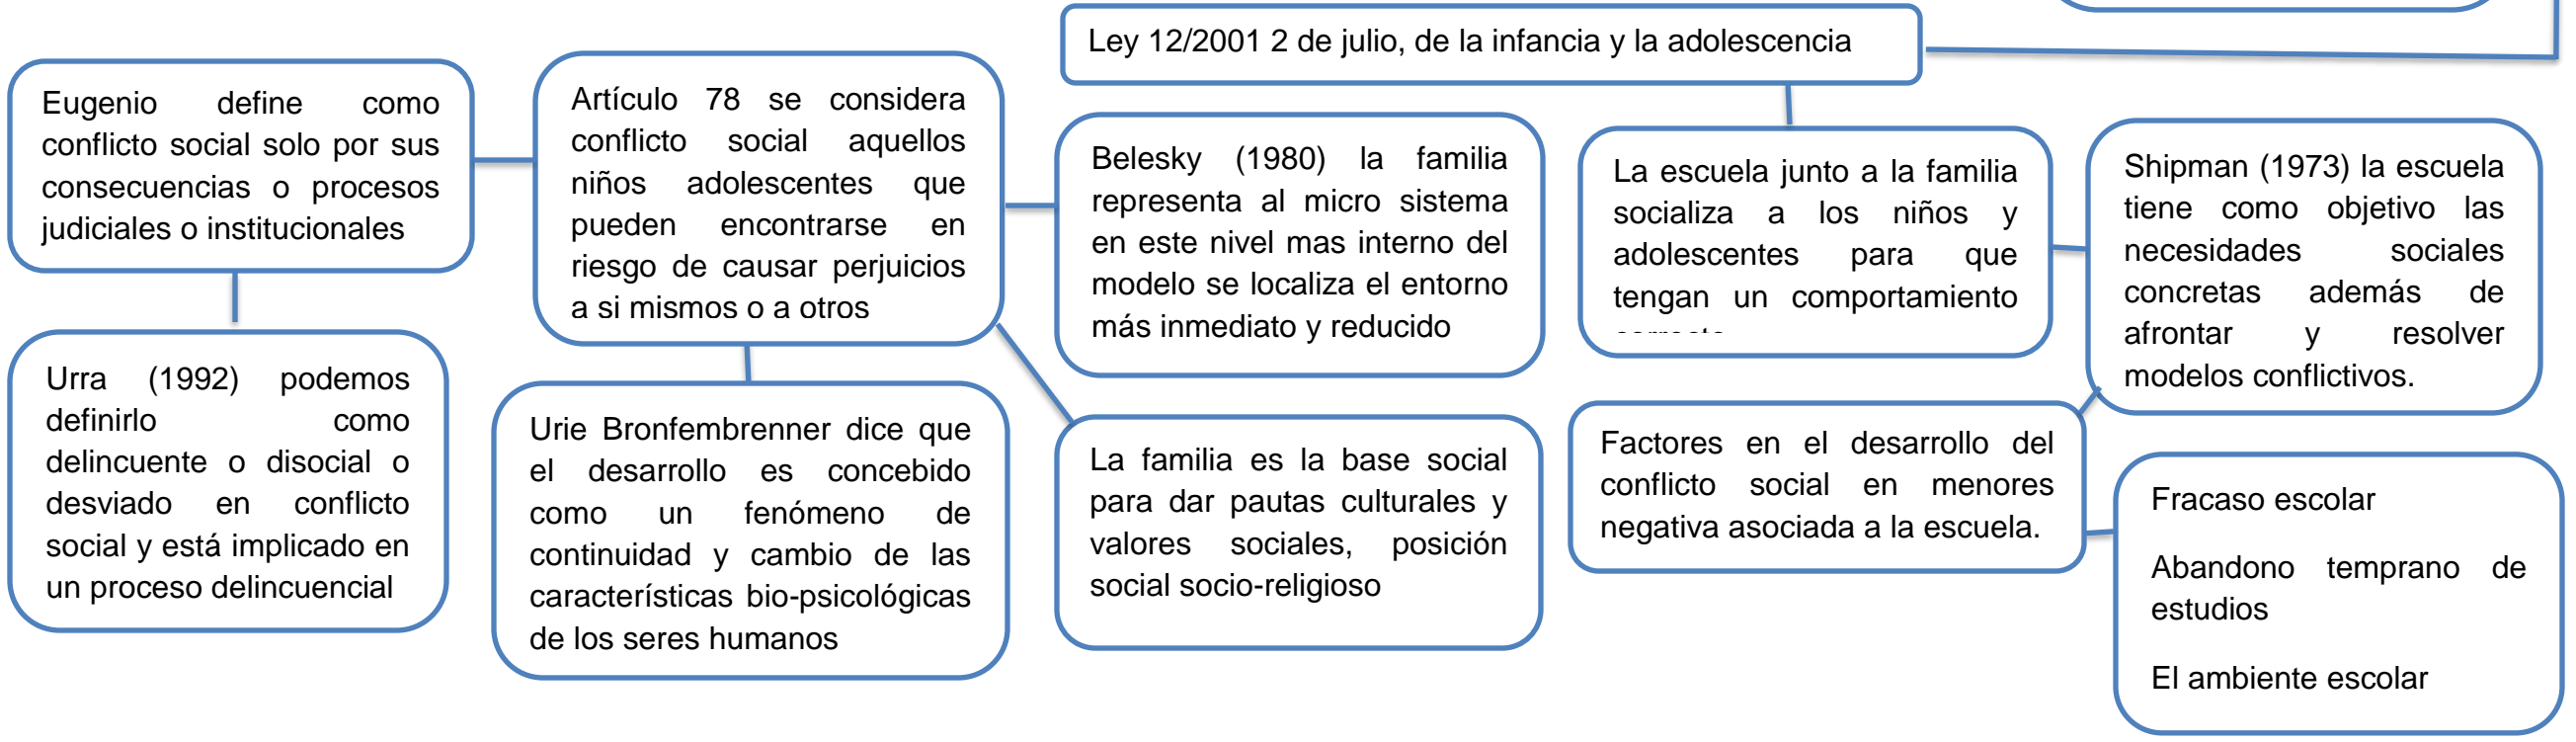 Ley 12/2001 2 de julio, de la infancia y la adolescencia
Eugenio define como
conflicto social solo por sus
consecuencias o procesos
judiciales o institucionales
Artículo 78 se considera
conflicto social aquellos
niños adolescentes que
pueden encontrarse en
riesgo de causar perjuicios
a si mismos o a otros
Belesky (1980) la familia
representa al micro sistema
en este nivel mas interno del
modelo se localiza el entorno
más inmediato y reducido
La escuela junto a la familia
socializa a los niños y
adolescentes para que
tengan un comportamiento
Shipman (1973) la escuela
tiene como objetivo las
necesidades sociales
concretas además de
afrontar y resolver
modelos conflictivos.
Urra (1992) podemos
definirlo como
delincuente o disocial o
desviado en conflicto
social y está implicado en
un proceso delincuencial
Urie Bronfembrenner dice que
el desarrollo es concebido
como un fenómeno de
continuidad y cambio de las
características bio-psicológicas
de los seres humanos
La familia es la base social
para dar pautas culturales y
valores sociales, posición
social socio-religioso
Factores en el desarrollo del
conflicto social en menores
negativa asociada a la escuela.
Fracaso escolar
Abandono temprano de
estudios
El ambiente escolar